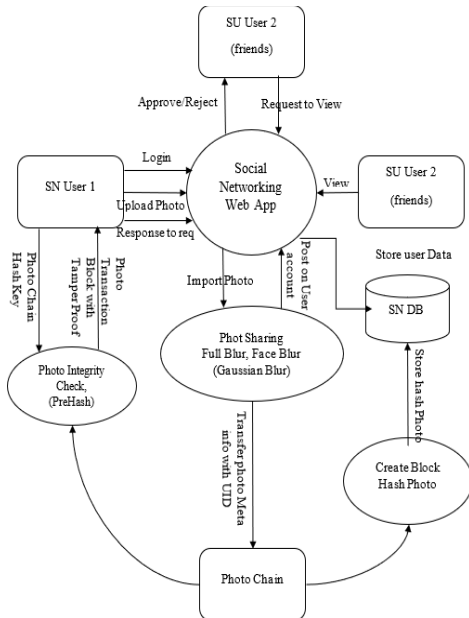 SU User 2
(friends)
Approve/Reject
Request to View
Login
SN User 1
Social
Networking
Web App
View
SU User 2
(friends)
Upload Photo
Response to req
Photo Chain
Hash Key
Photo
Transaction
Block with
Tamper Proof
Import Photo
Post on User
account
Store user Data
SN DB
Phot Sharing
Full Blur, Face Blur
(Gaussian Blur)
Photo Integrity
Check,
(PreHash)
Store hash Photo
Transfer photo Meta
info with UID
Create Block
Hash Photo
Photo Chain